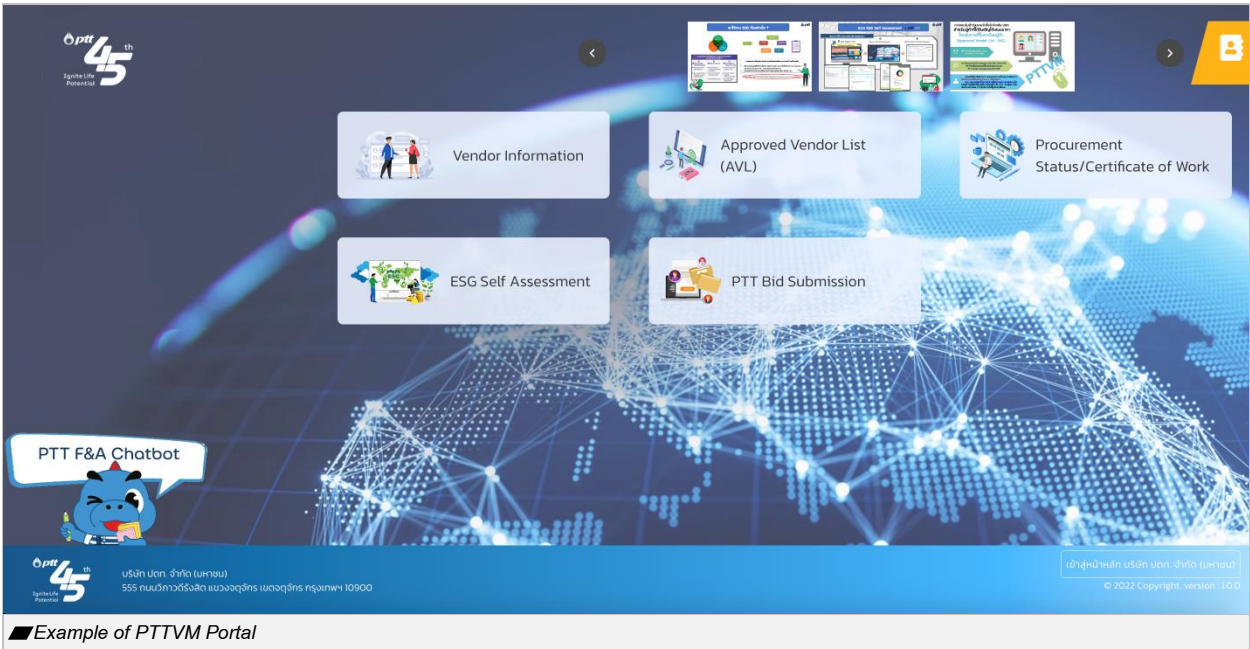 ptt 45 th
Ignite Life
Potential
PTTVM
Vendor Information
Approved Vendor List
(AVL)
Procurement
Status/Certificate of Work
ESG Self Assessment
PTT Bid Submission
PTT F&A Chatbot
ptt 45 th
Ignite Life
Potential
บริษัท ปตท. จำกัด (มหาชน)
555 ถนนวิภาวดีรังสิต แขวงจตุจักร เขตจตุจักร กรุงเทพฯ 10900
เข้าสู่หน้าหลัก บริษัท ปตท. จำกัด (มหาชน)
© 2022 Copyright. version : 1.0.0
Example of PTTVM Portal